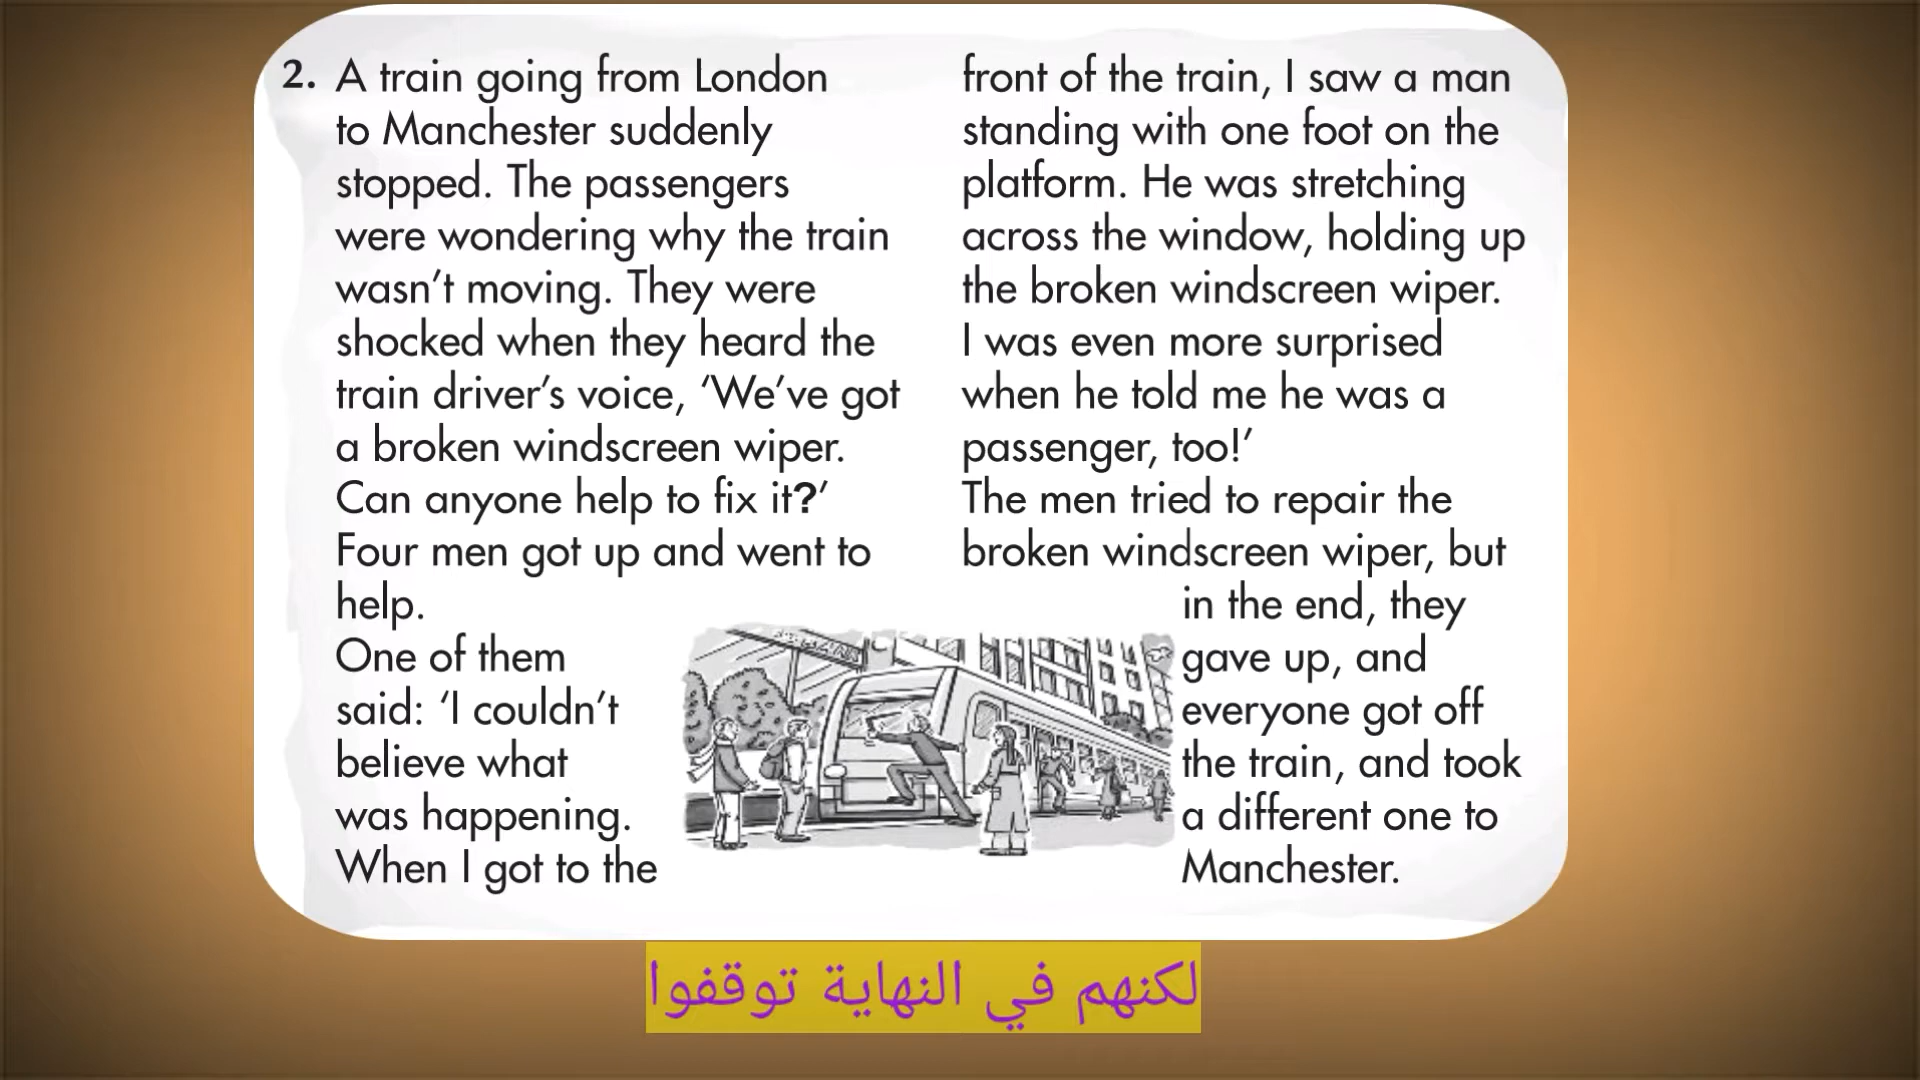 2. A train going from London
to Manchester suddenly
stopped. The passengers
were wondering why the train
wasn’t moving. They were
shocked when they heard the
train driver’s voice, ‘We’ve got
a broken windscreen wiper.
Can anyone help to fix it?’
Four men got up and went to
help.
One of them
said: ‘I couldn’t
believe what
was happening.
When I got to the
front of the train, I saw a man
standing with one foot on the
platform. He was stretching
across the window, holding up
the broken windscreen wiper.
I was even more surprised
when he told me he was a
passenger, too!’
The men tried to repair the
broken windscreen wiper, but
in the end, they
gave up, and
everyone got off
the train, and took
a different one to
Manchester.
لكنهم في النهاية توقفوا